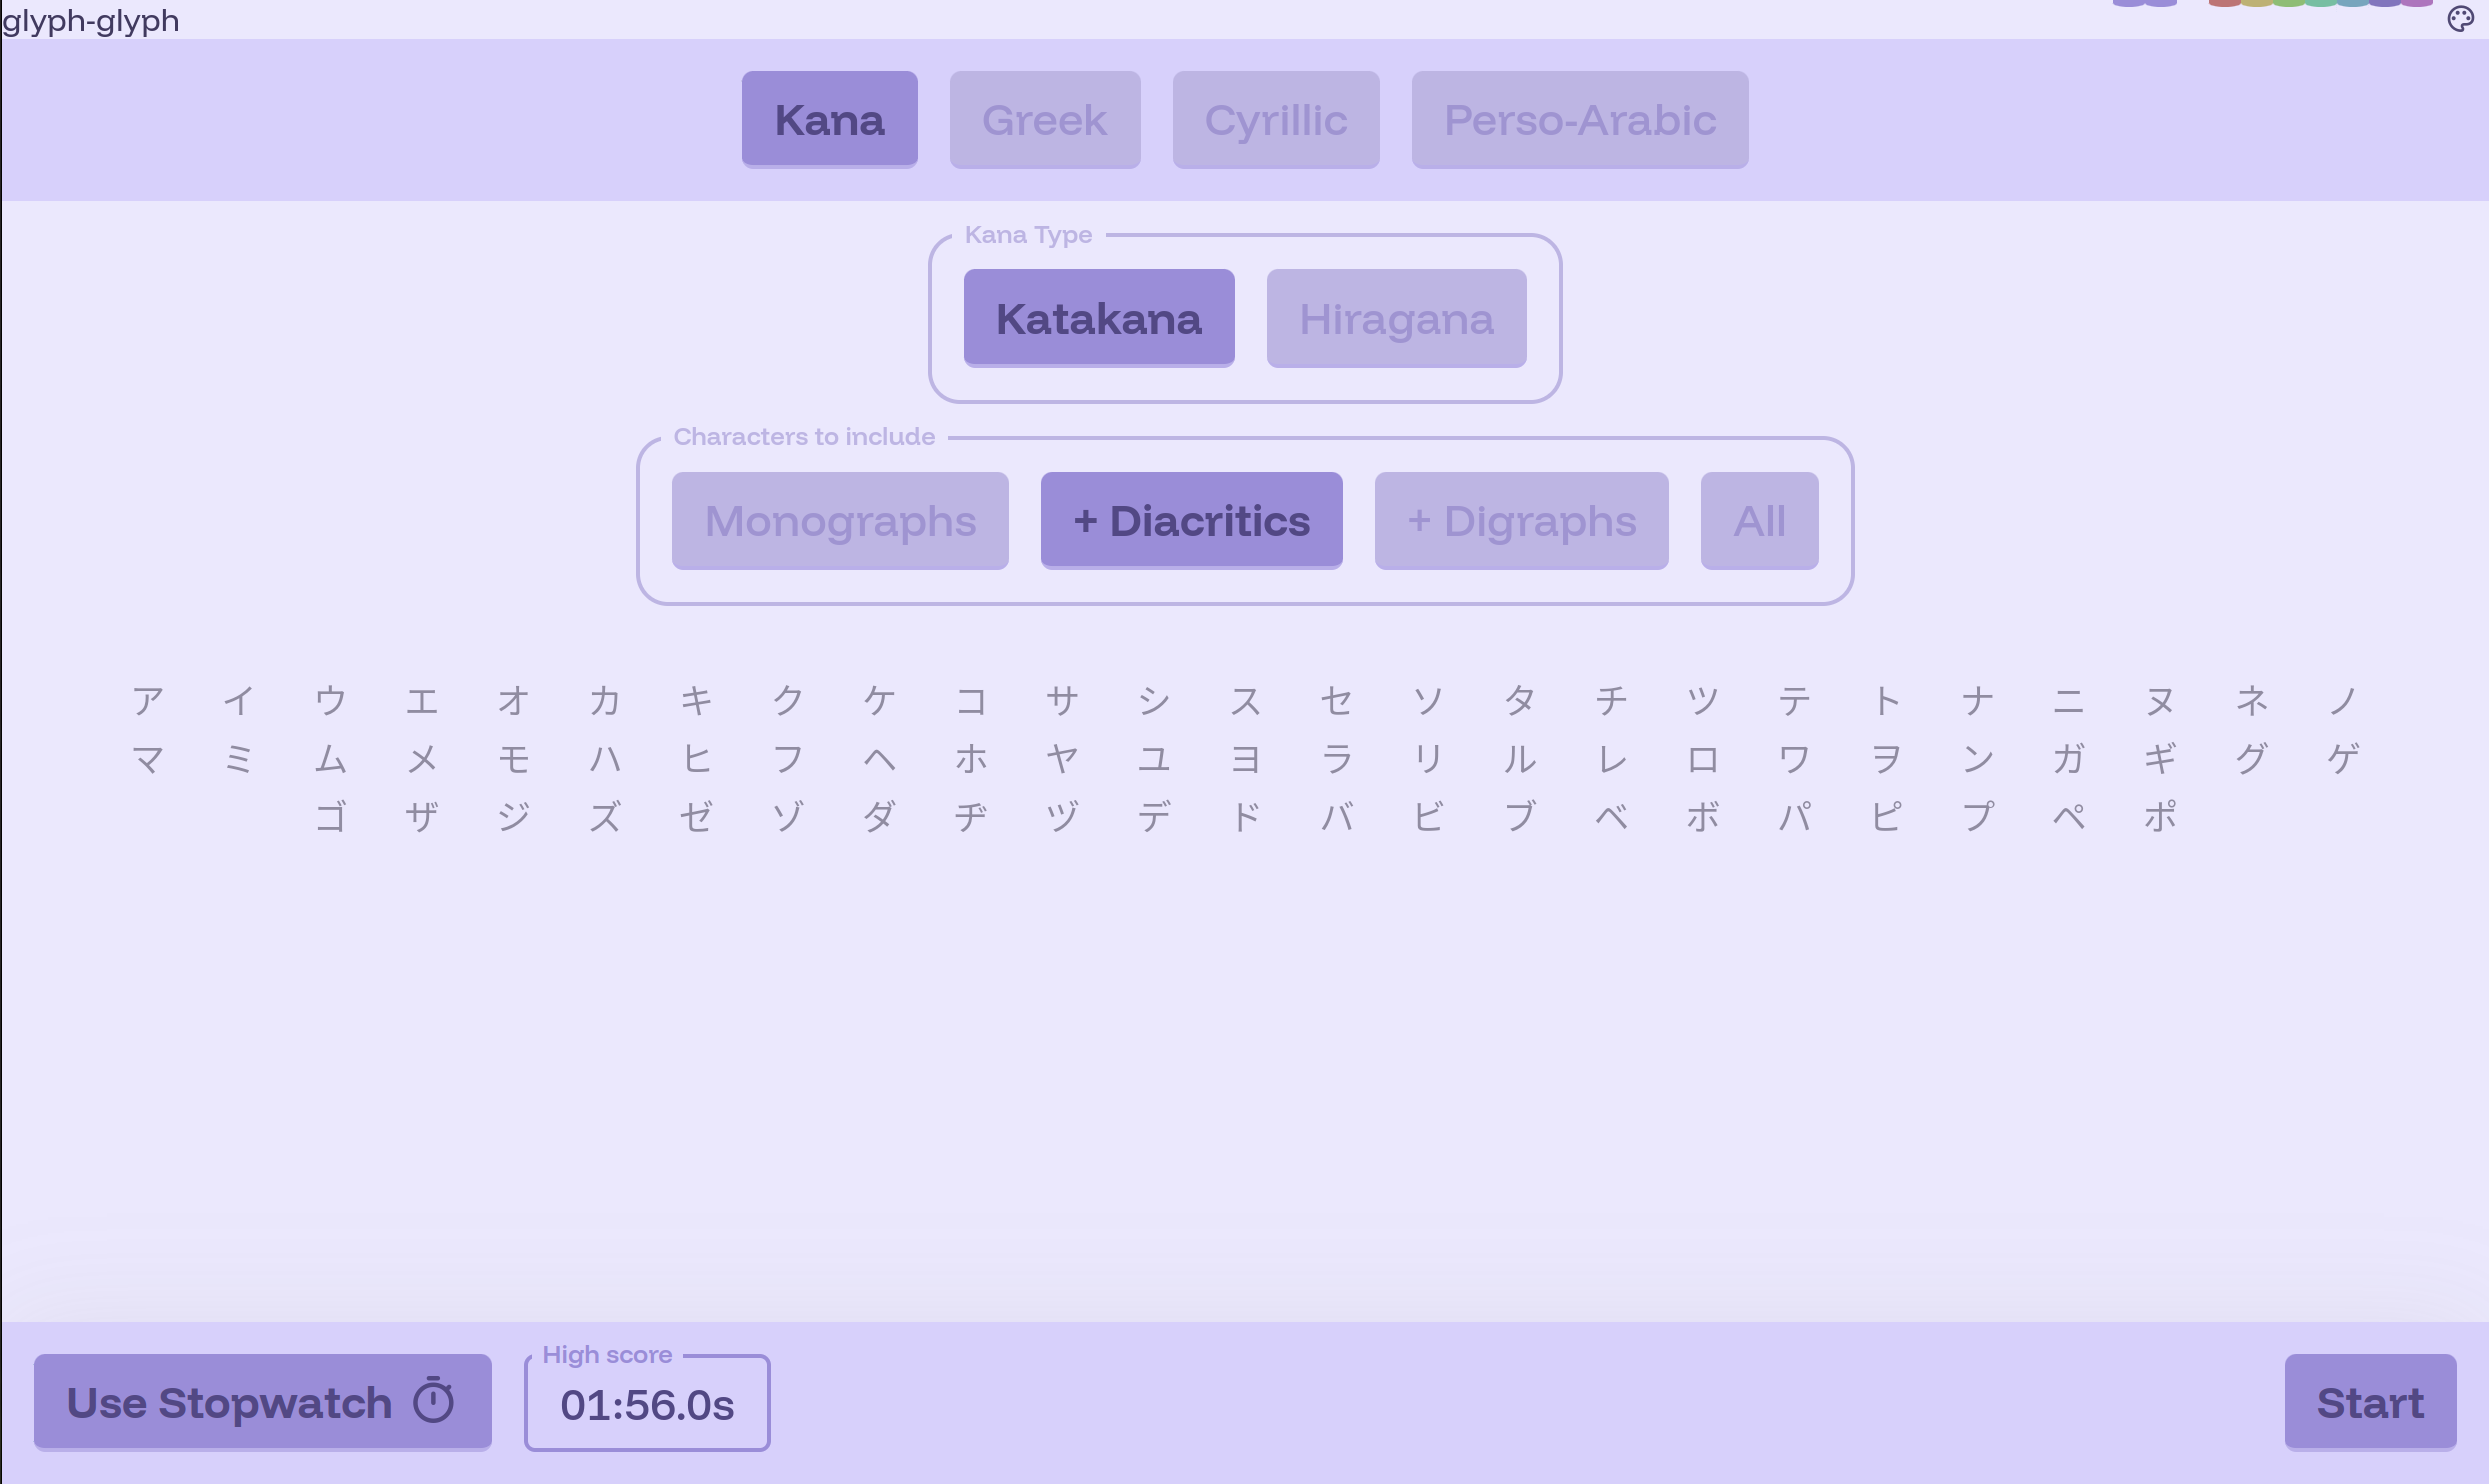 glyph-glyph
Kana Greek Cyrillic Perso-Arabic
Kana Type
Katakana Hiragana
Characters to include
Monographs + Diacritics + Digraphs All
ア イ ウ エ オ カ キ ク ケ コ サ シ ス セ ソ タ チ ツ テ ト ナ ニ ヌ ネ ノ
マ ミ ム メ モ ハ ヒ フ ヘ ホ ヤ ユ ヨ ラ リ ル レ ロ ワ ヲ ン ガ ギ グ ゲ
ゴ ザ ジ ズ ゼ ゾ ダ ヂ ヅ デ ド バ ビ ブ ベ ボ パ ピ プ ペ ポ
High score
Use Stopwatch 01:56.0s Start